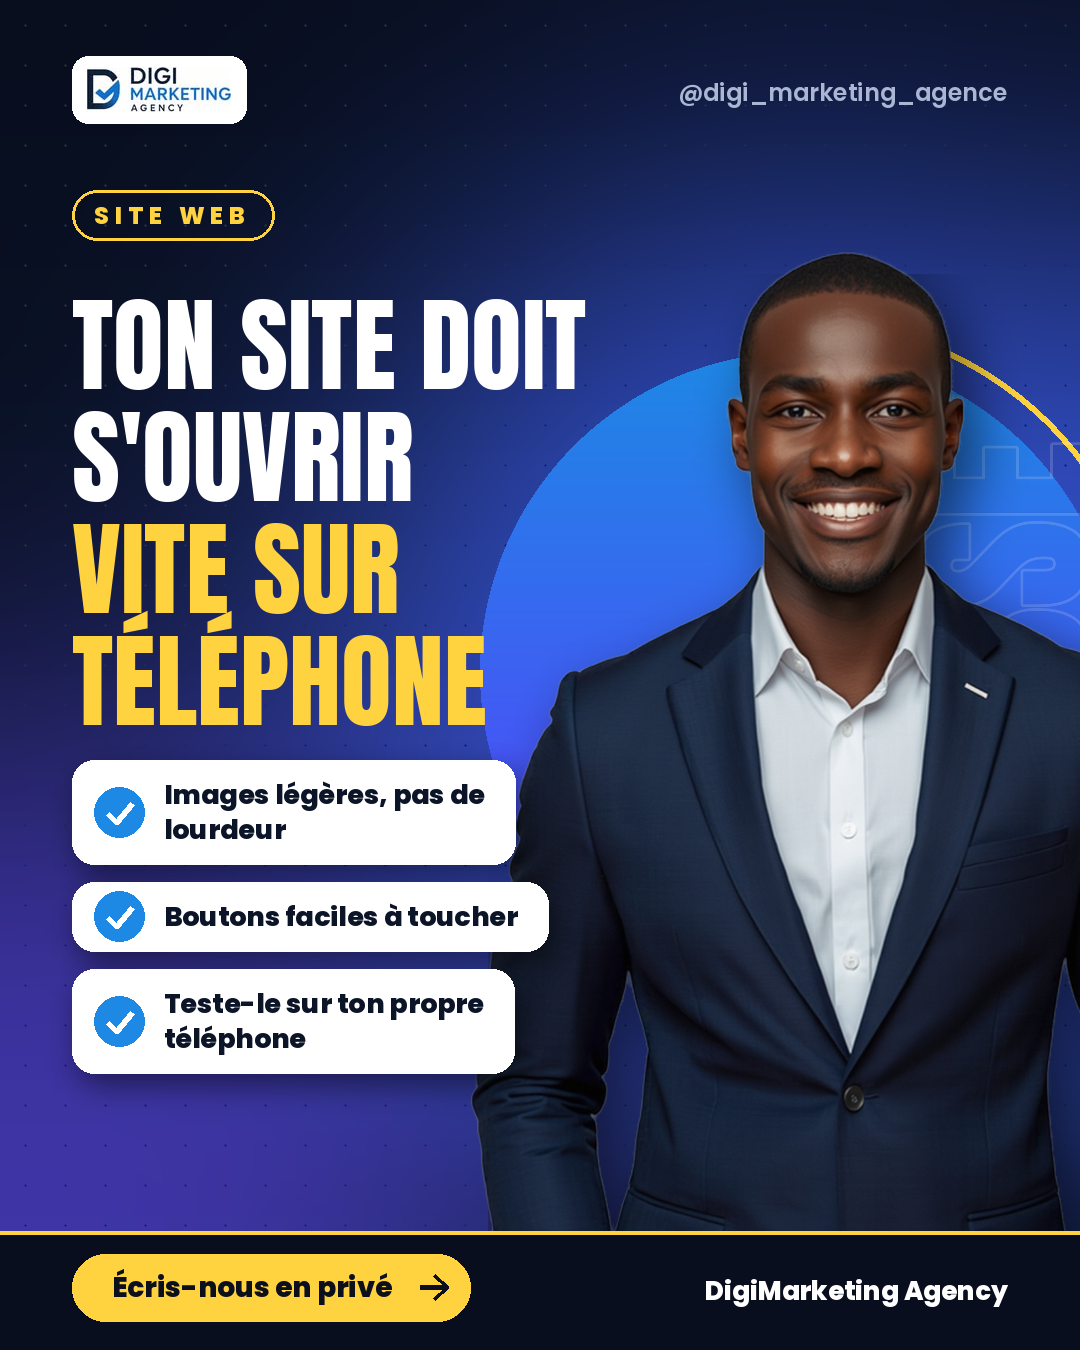 DIGI
MARKETING
AGENCY
@digi_marketing_agence
SITE WEB
TON SITE DOIT
S'OUVRIR
VITE SUR
TÉLÉPHONE
Images légères, pas de
lourdeur
Boutons faciles à toucher
Teste-le sur ton propre
téléphone
Écris-nous en privé
DigiMarketing Agency